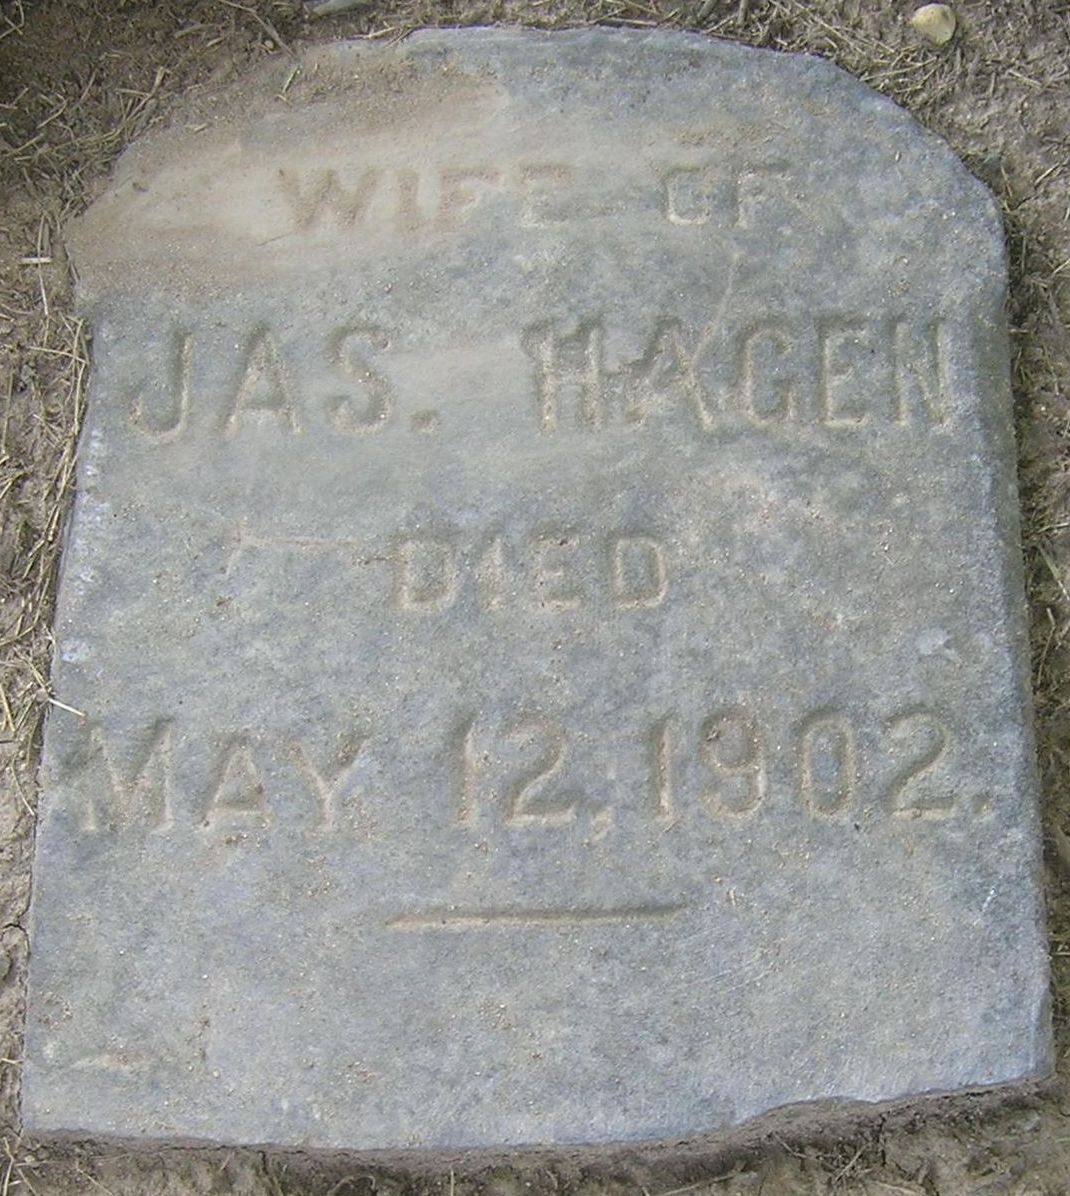 WIFE OF
JAS. HAGEN
DIED
MAY 12, 1902.